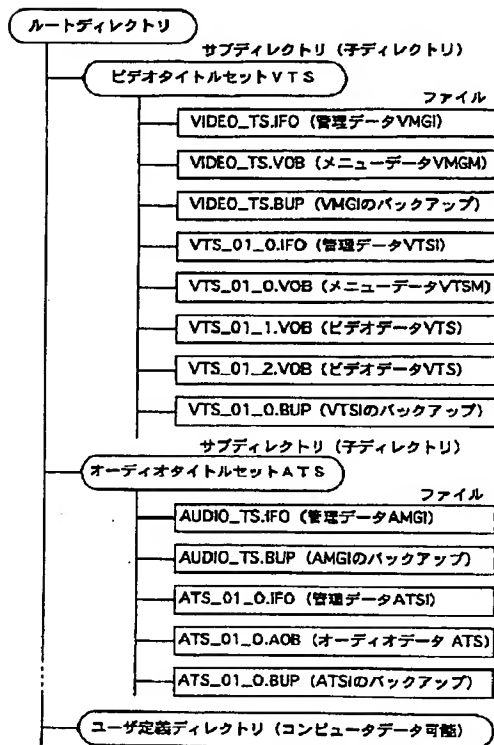 ルートディレクトリ
サブディレクトリ（子ディレクトリ）
ビデオタイトルセットVTS
ファイル
VIDEO_TS.IFO（管理データVMGI）
VIDEO_TS.VOB（メニューデータVMGM）
VIDEO_TS.BUP（VMGIのバックアップ）
VTS_01_0.IFO（管理データVTSI）
VTS_01_0.VOB（メニューデータVTSM）
VTS_01_1.VOB（ビデオデータVTS）
VTS_01_2.VOB（ビデオデータVTS）
VTS_01_0.BUP（VTSIのバックアップ）
サブディレクトリ（子ディレクトリ）
オーディオタイトルセットATS
ファイル
AUDIO_TS.IFO（管理データAMGI）
AUDIO_TS.BUP（AMGIのバックアップ）
ATS_01_0.IFO（管理データATSI）
ATS_01_0.AOB（オーディオデータ ATS）
ATS_01_0.BUP（ATSIのバックアップ）
ユーザ定義ディレクトリ（コンピュータデータ可能）